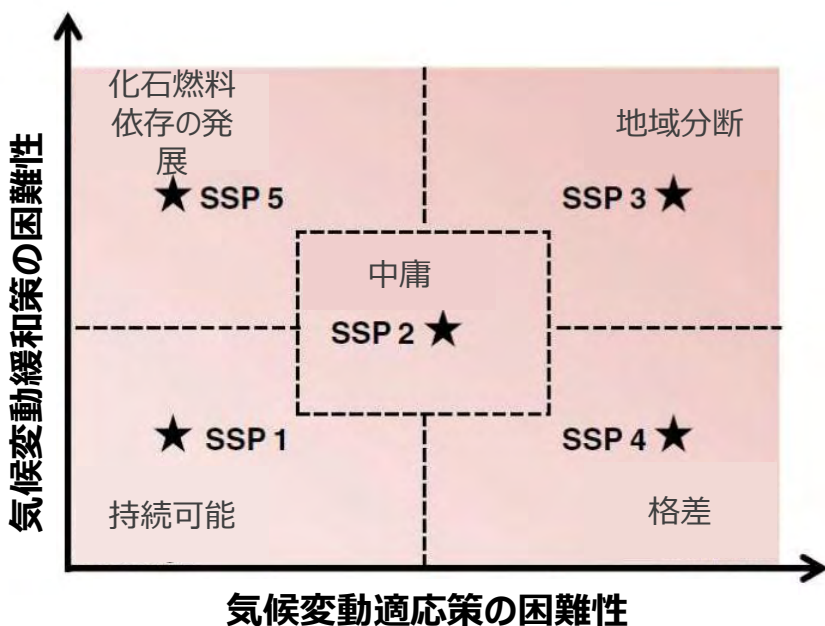 化石燃料
依存の発
展
地域分断
SSP 5
SSP 3
中庸
SSP 2
SSP 1
SSP 4
持続可能
格差
気候変動緩和策の困難性
気候変動適応策の困難性